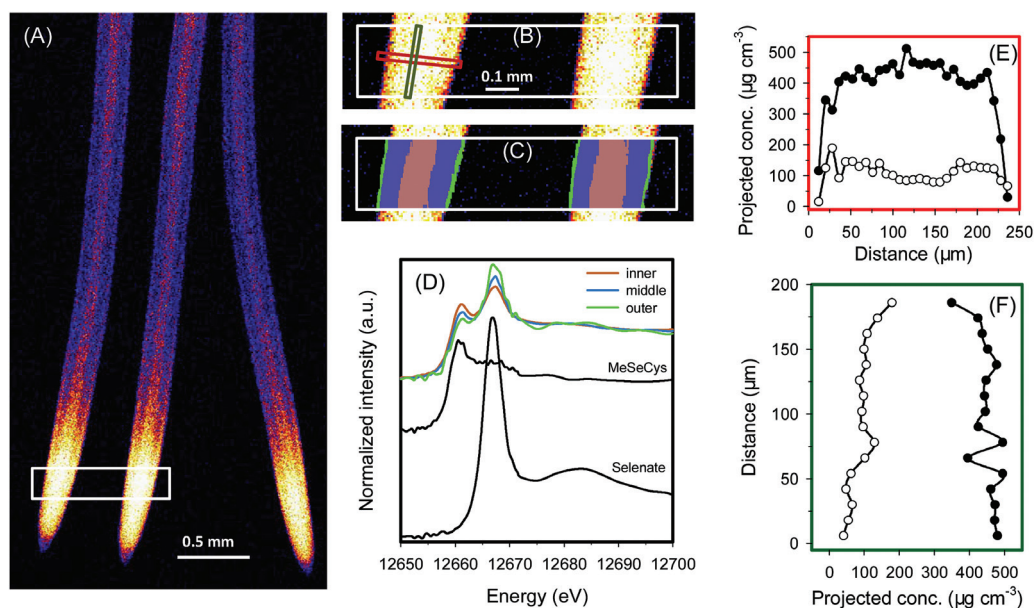 (A)
0.5 mm
(B)
0.1 mm
(C)
(D)
inner
middle
outer
MeSeCys
Selenate
Normalized intensity (a.u.)
12650 12660 12670 12680 12690 12700
Energy (eV)
(E)
Projected conc. (µg cm⁻³)
500
400
300
200
100
0
0 50 100 150 200 250
Distance (µm)
(F)
Distance (µm)
200
150
100
50
0
0 100 200 300 400 500
Projected conc. (µg cm⁻³)